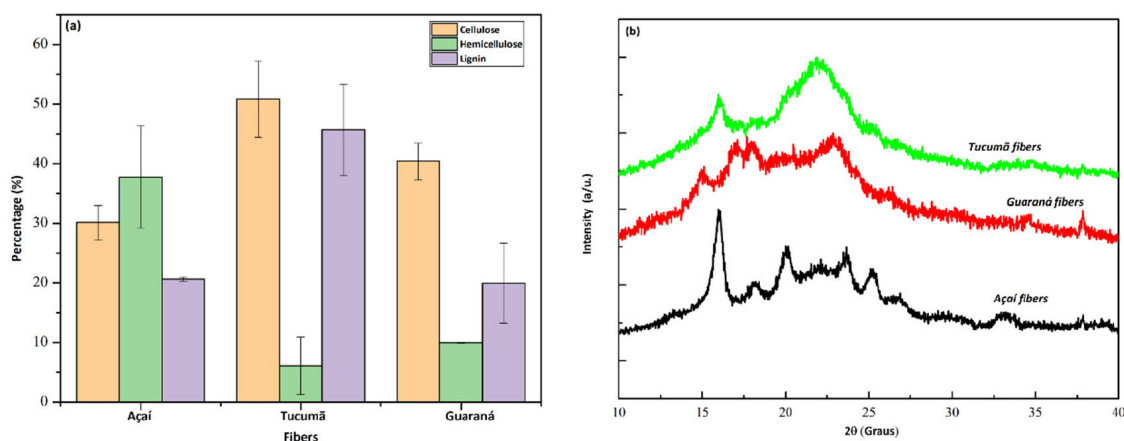 (a)
Cellulose
Hemicellulose
Lignin
60
50
40
30
20
10
0
Percentage (%)
Açaí
Tucumã
Guaraná
Fibers
(b)
Tucumã fibers
Guaraná fibers
Açaí fibers
Intensity (a/u.)
10
15
20
25
30
35
40
2θ (Graus)